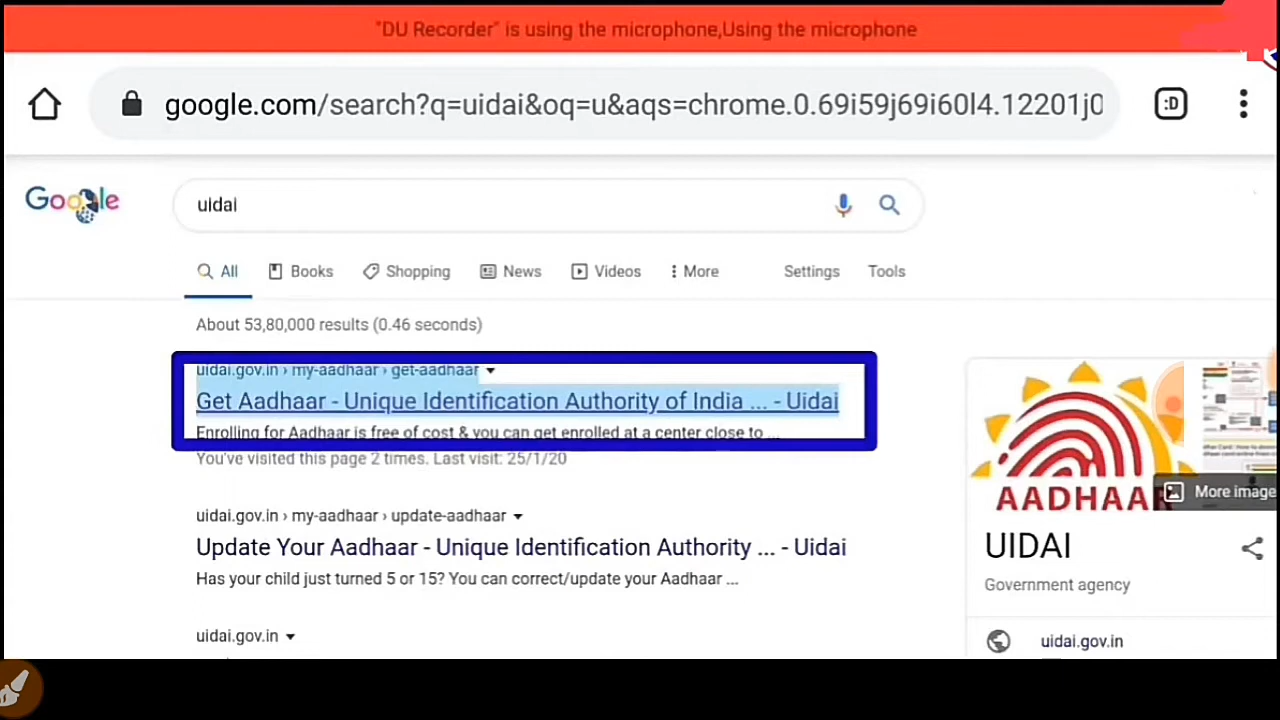 "DU Recorder" is using the microphone,Using the microphone
google.com/search?q=uidai&oq=u&aqs=chrome.0.69i59j69i60l4.12201j0
:D
Google
uidai
All Books Shopping News Videos More Settings Tools
About 53,80,000 results (0.46 seconds)
uidai.gov.in › my-aadhaar › get-aadhaar
Get Aadhaar - Unique Identification Authority of India ... - Uidai
Enrolling for Aadhaar is free of cost & you can get enrolled at a center close to ...
You've visited this page 2 times. Last visit: 25/1/20
uidai.gov.in › my-aadhaar › update-aadhaar
Update Your Aadhaar - Unique Identification Authority ... - Uidai
Has your child just turned 5 or 15? You can correct/update your Aadhaar ...
uidai.gov.in
AADHAAR
More image
UIDAI
Government agency
uidai.gov.in